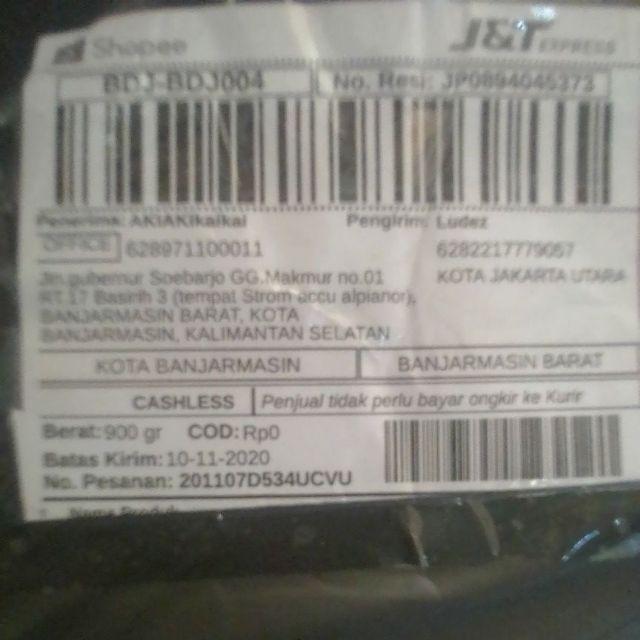 Shopee
J&T EXPRESS
BDJ-BDJ004
No. Resi: JP0894045373
Penerima: AKIAKIkaikai
Pengirim: Ludez
OFFICE 628971100011
6282217779057
Jln.gubernur Soebarjo GG.Makmur no.01
KOTA JAKARTA UTARA
RT.17 Basirih 3 (tempat Strom accu alpianor),
BANJARMASIN BARAT, KOTA
BANJARMASIN, KALIMANTAN SELATAN
KOTA BANJARMASIN
BANJARMASIN BARAT
CASHLESS
Penjual tidak perlu bayar ongkir ke Kurir
Berat: 900 gr COD: Rp0
Batas Kirim: 10-11-2020
No. Pesanan: 201107D534UCVU